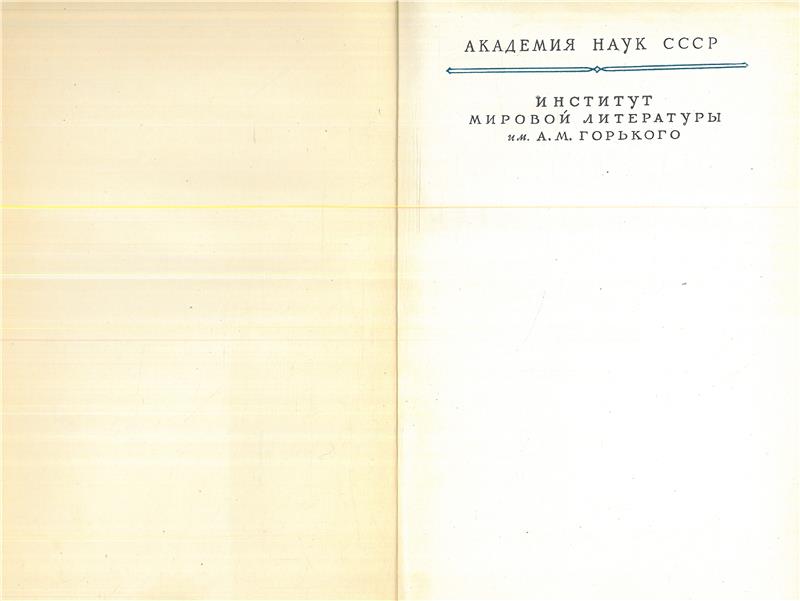 АКАДЕМИЯ НАУК СССР
ИНСТИТУТ
МИРОВОЙ ЛИТЕРАТУРЫ
им. А. М. ГОРЬКОГО